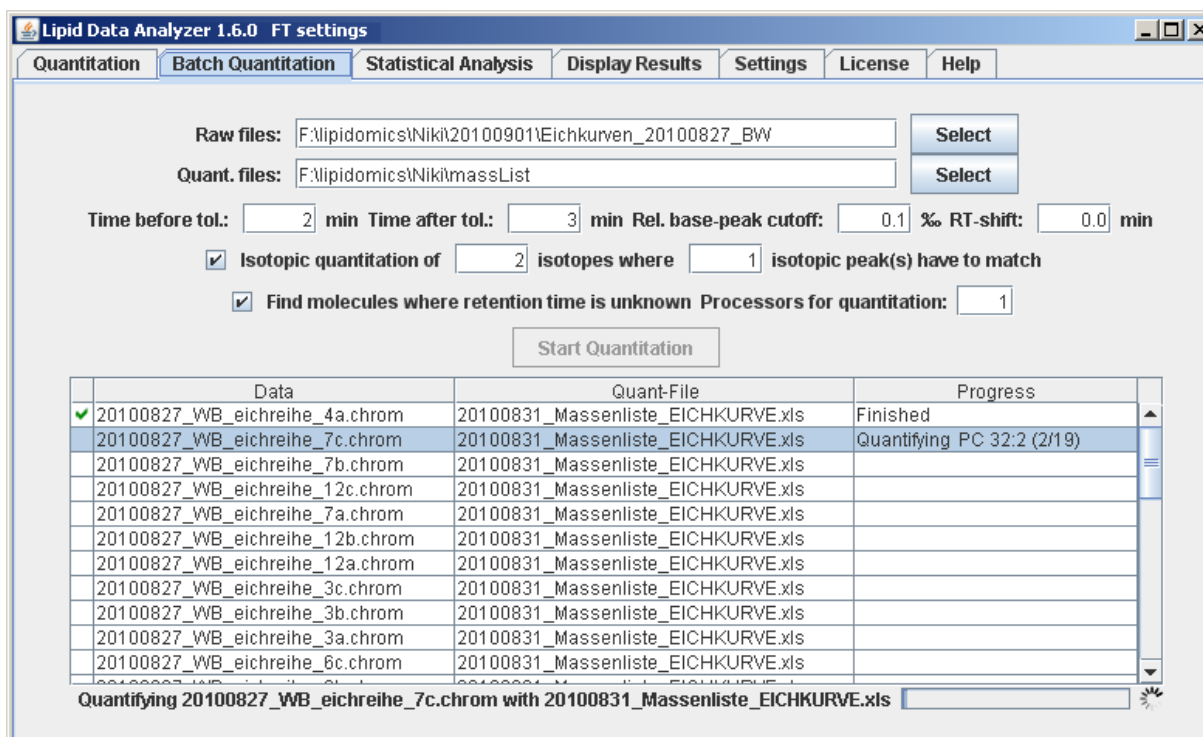 Lipid Data Analyzer 1.6.0 FT settings
Quantitation Batch Quantitation Statistical Analysis Display Results Settings License Help
Raw files: F:\lipidomics\Niki\20100901\Eichkurven_20100827_BW Select
Quant. files: F:\lipidomics\Niki\massList Select
Time before tol.: 2 min Time after tol.: 3 min Rel. base-peak cutoff: 0.1 ‰ RT-shift: 0.0 min
Isotopic quantitation of 2 isotopes where 1 isotopic peak(s) have to match
Find molecules where retention time is unknown Processors for quantitation: 1
Start Quantitation
Data Quant-File Progress
20100827_WB_eichreihe_4a.chrom 20100831_Massenliste_EICHKURVE.xls Finished
20100827_WB_eichreihe_7c.chrom 20100831_Massenliste_EICHKURVE.xls Quantifying PC 32:2 (2/19)
20100827_WB_eichreihe_7b.chrom 20100831_Massenliste_EICHKURVE.xls
20100827_WB_eichreihe_12c.chrom 20100831_Massenliste_EICHKURVE.xls
20100827_WB_eichreihe_7a.chrom 20100831_Massenliste_EICHKURVE.xls
20100827_WB_eichreihe_12b.chrom 20100831_Massenliste_EICHKURVE.xls
20100827_WB_eichreihe_12a.chrom 20100831_Massenliste_EICHKURVE.xls
20100827_WB_eichreihe_3c.chrom 20100831_Massenliste_EICHKURVE.xls
20100827_WB_eichreihe_3b.chrom 20100831_Massenliste_EICHKURVE.xls
20100827_WB_eichreihe_3a.chrom 20100831_Massenliste_EICHKURVE.xls
20100827_WB_eichreihe_6c.chrom 20100831_Massenliste_EICHKURVE.xls
Quantifying 20100827_WB_eichreihe_7c.chrom with 20100831_Massenliste_EICHKURVE.xls